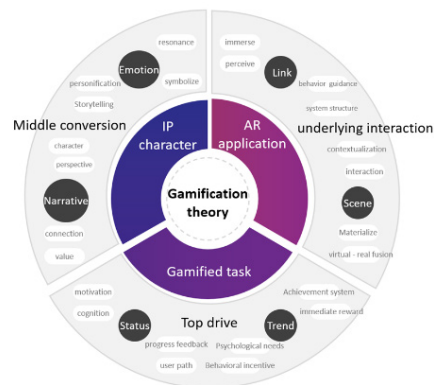 resonance
Emotion
personification
symbolize
Storytelling
Middle conversion
character
perspective
Narrative
connection
value
immerse
Link
perceive
behavior guidance
system structure
underlying interaction
contextualization
interaction
Scene
Materialize
virtual - real fusion
IP
character
AR
application
Gamification
theory
Gamified task
motivation
cognition
Status
Top drive
progress feedback
user path
Achievement system
immediate reward
Trend
Psychological needs
Behavioral incentive